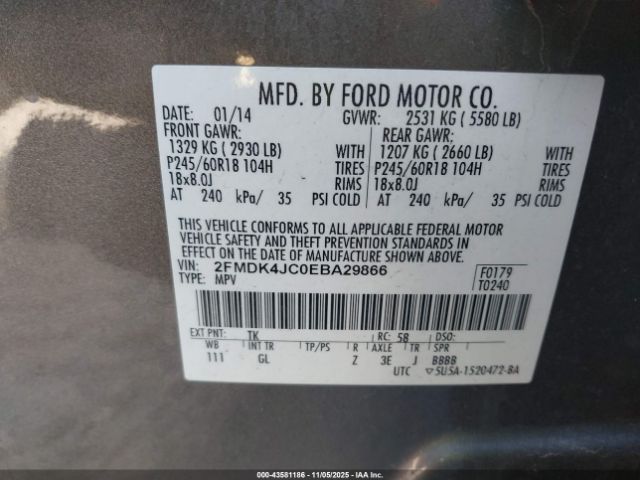 MFD. BY FORD MOTOR CO.
DATE: 01/14 GVWR: 2531 KG ( 5580 LB)
FRONT GAWR: REAR GAWR:
1329 KG ( 2930 LB) WITH 1207 KG ( 2660 LB) WITH
P245/60R18 104H TIRES P245/60R18 104H TIRES
18x8.0J RIMS 18x8.0J RIMS
AT 240 kPa/ 35 PSI COLD AT 240 kPa/ 35 PSI COLD
THIS VEHICLE CONFORMS TO ALL APPLICABLE FEDERAL MOTOR
VEHICLE SAFETY AND THEFT PREVENTION STANDARDS IN
EFFECT ON THE DATE OF MANUFACTURE SHOWN ABOVE.
VIN: 2FMDK4JC0EBA29866 F0179
TYPE: MPV T0240
EXT PNT: TK RC: 58 DSO:
WB INT TR TP/PS R AXLE TR SPR
111 GL Z 3E J BBBB
UTC ▽5U5A-1520472-BA
000-43581186 - 11/05/2025 - IAAI.com